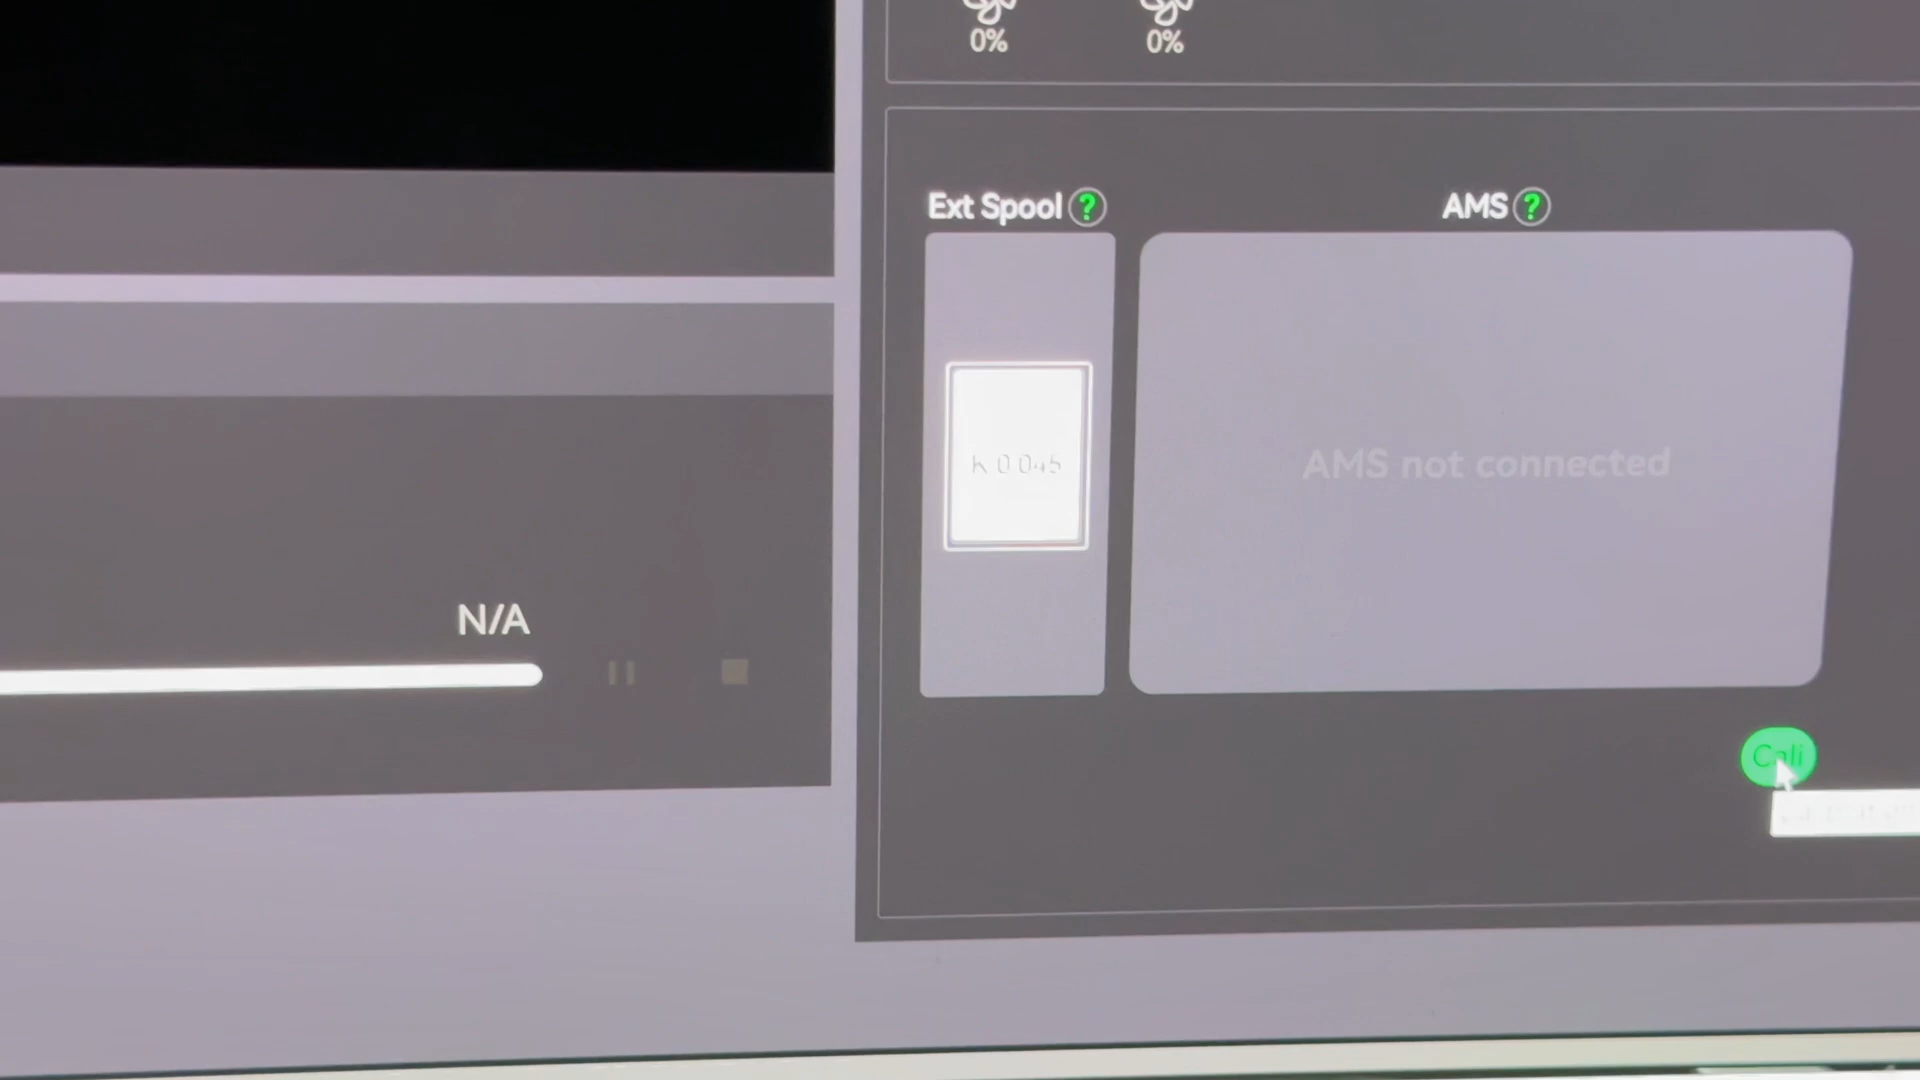 0% 0%
Ext Spool ? AMS ?
K 0.045
AMS not connected
N/A
Cali